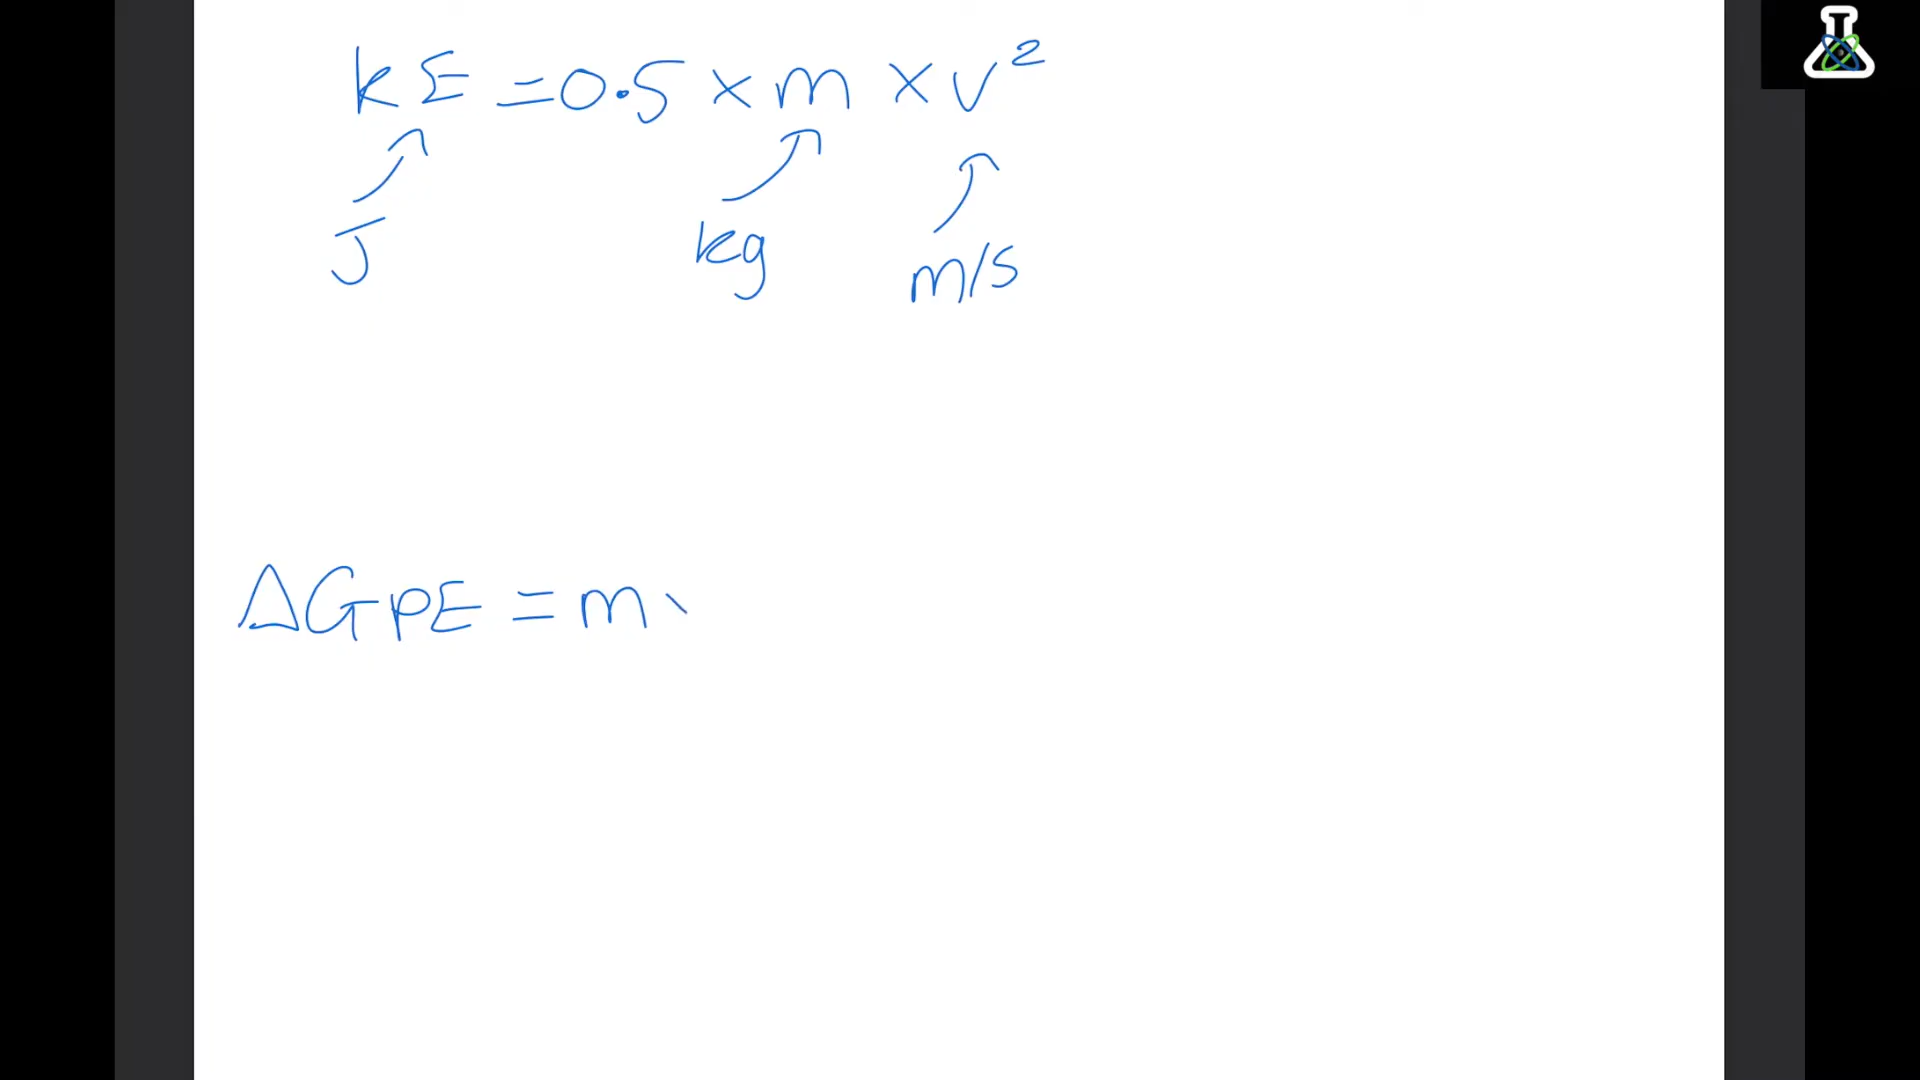 KE = 0.5 × m × v²
J kg m/s
ΔGPE = m